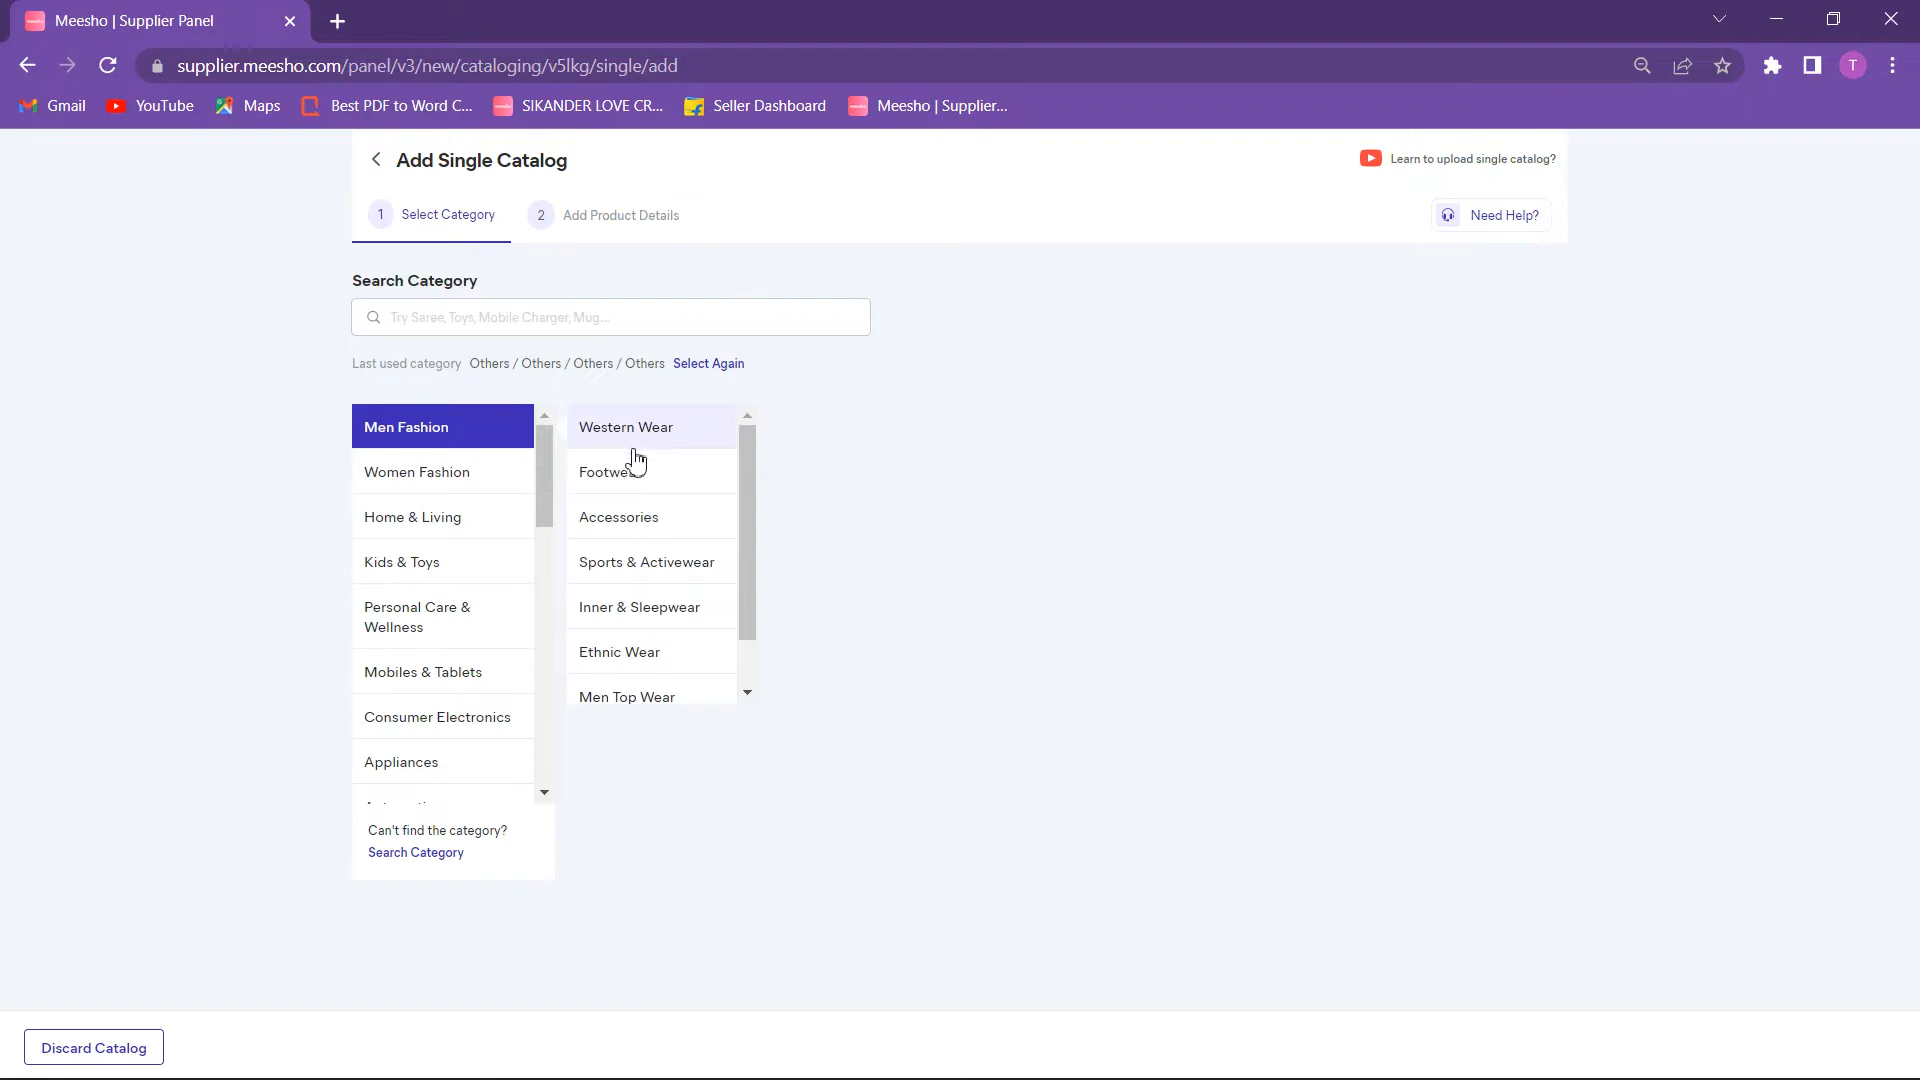 Meesho | Supplier Panel
supplier.meesho.com/panel/v3/new/cataloging/v5lkg/single/add
T
Gmail
YouTube
Maps
Best PDF to Word C...
SIKANDER LOVE CR...
Seller Dashboard
Meesho | Supplier...
Add Single Catalog
Learn to upload single catalog?
1 Select Category
2 Add Product Details
Need Help?
Search Category
Try Saree, Toys, Mobile Charger, Mug...
Last used category Others / Others / Others / Others Select Again
Men Fashion
Women Fashion
Home & Living
Kids & Toys
Personal Care &
Wellness
Mobiles & Tablets
Consumer Electronics
Appliances
Can't find the category?
Search Category
Western Wear
Accessories
Sports & Activewear
Inner & Sleepwear
Ethnic Wear
Men Top Wear
Discard Catalog